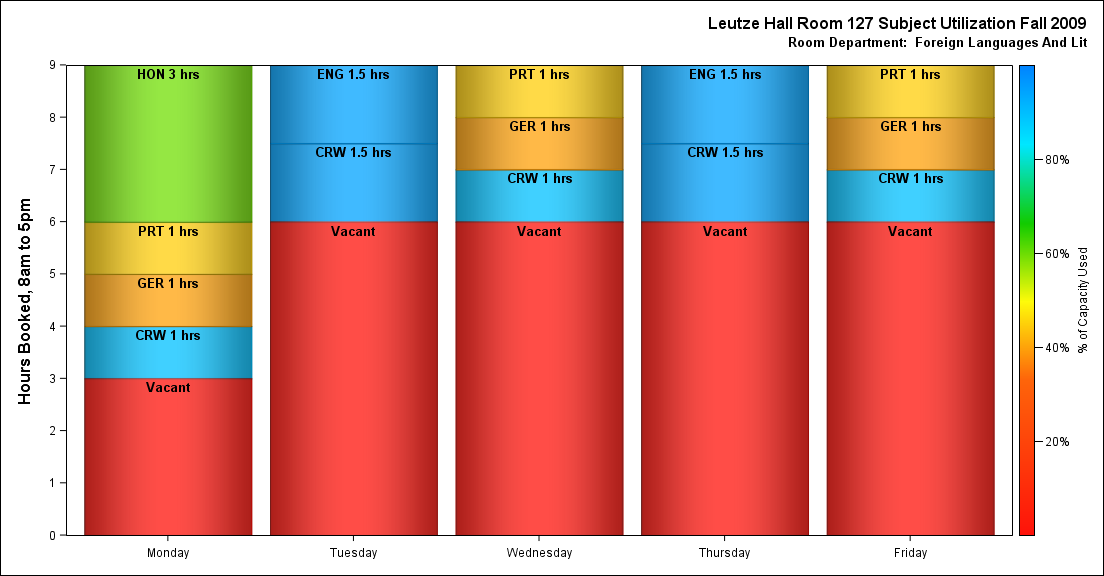 Leutze Hall Room 127 Subject Utilization Fall 2009
Room Department:  Foreign Languages And Lit
Hours Booked, 8am to 5pm
9
8
7
6
5
4
3
2
1
0
HON 3 hrs
PRT 1 hrs
GER 1 hrs
CRW 1 hrs
Vacant
ENG 1.5 hrs
CRW 1.5 hrs
Vacant
PRT 1 hrs
GER 1 hrs
CRW 1 hrs
Vacant
ENG 1.5 hrs
CRW 1.5 hrs
Vacant
PRT 1 hrs
GER 1 hrs
CRW 1 hrs
Vacant
Monday
Tuesday
Wednesday
Thursday
Friday
80%
60%
40%
20%
% of Capacity Used